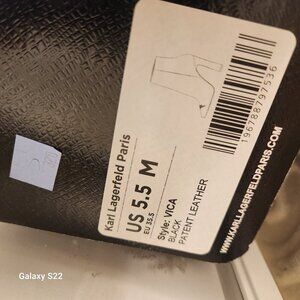 Karl Lagerfeld Paris
US 5.5 M
EU 35.5
Style: VICA
BLACK
PATENT LEATHER
196788797536
WWW.KARLLAGERFELDPARIS.COM
Galaxy S22